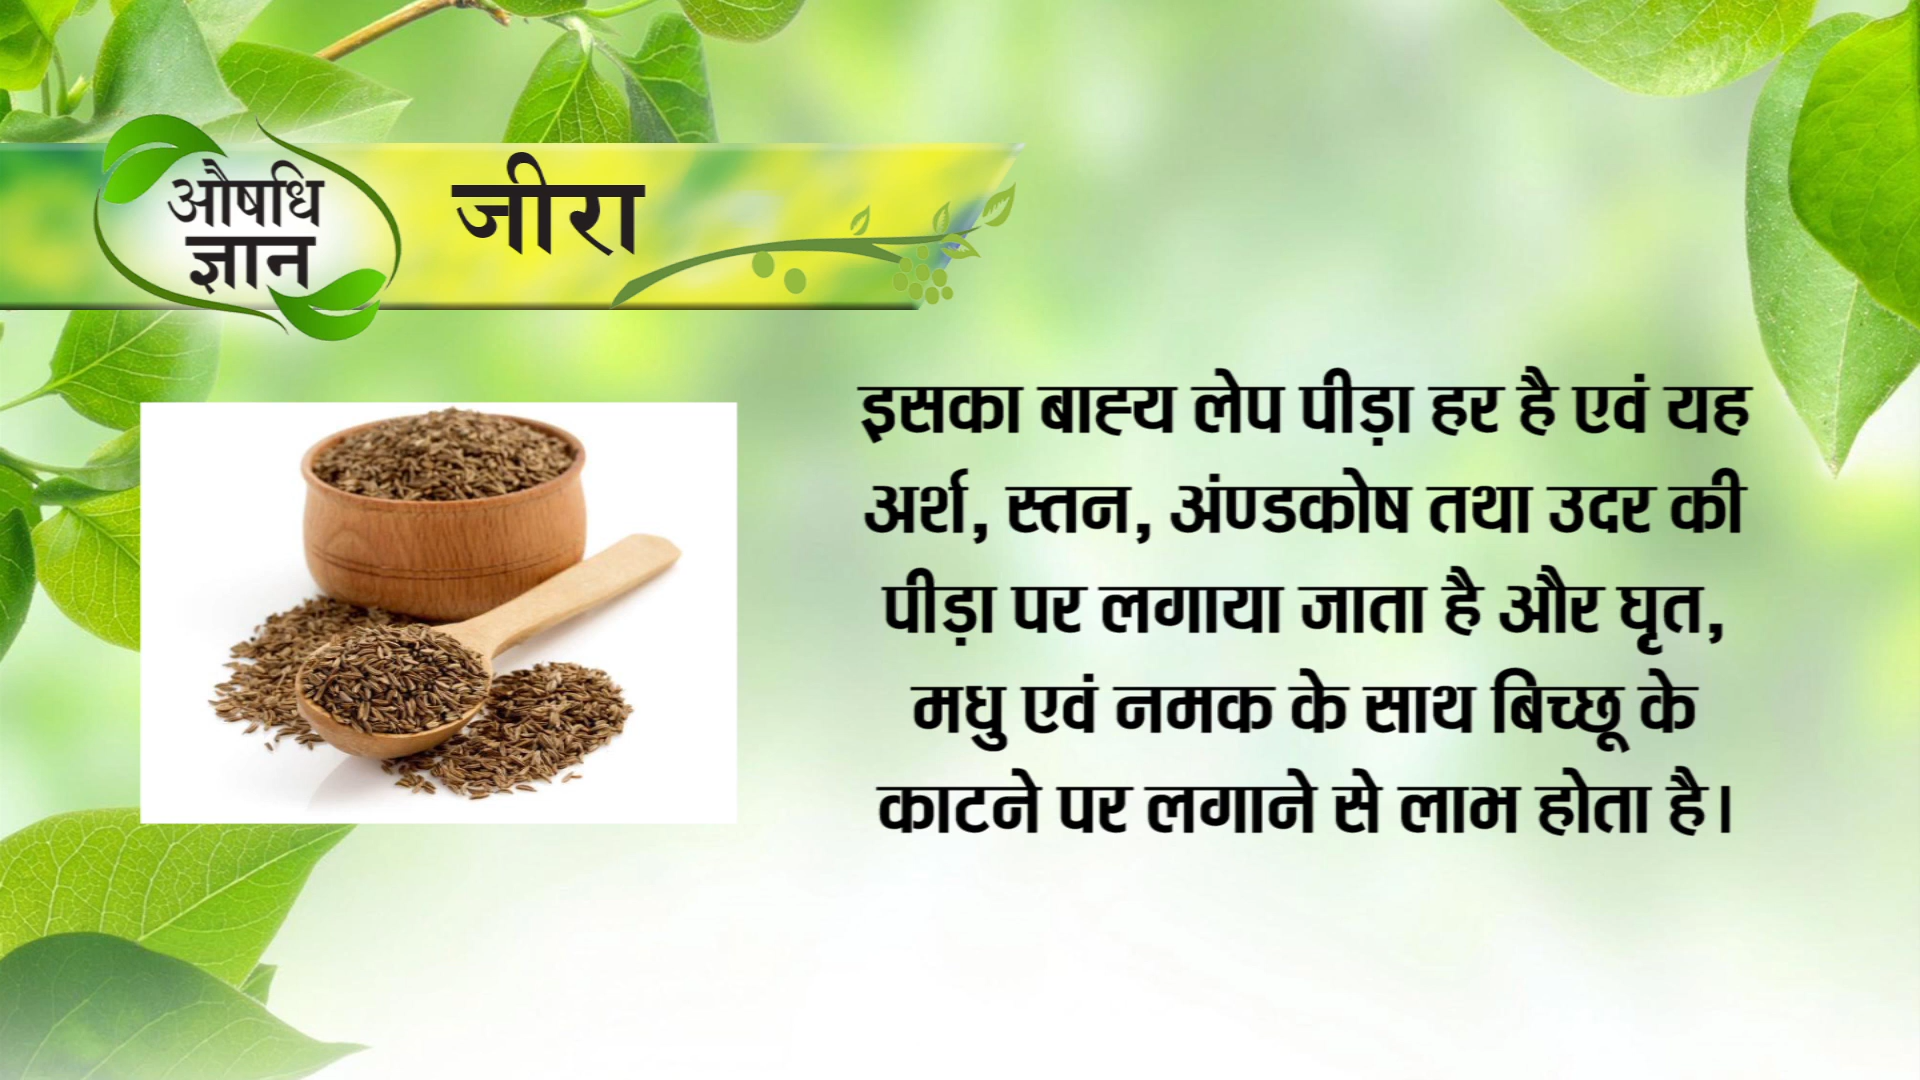 औषधि
ज्ञान
जीरा
इसका बाह्य लेप पीड़ा हर है एवं यह
अर्श, स्तन, अंण्डकोष तथा उदर की
पीड़ा पर लगाया जाता है और घृत,
मधु एवं नमक के साथ बिच्छू के
काटने पर लगाने से लाभ होता है।